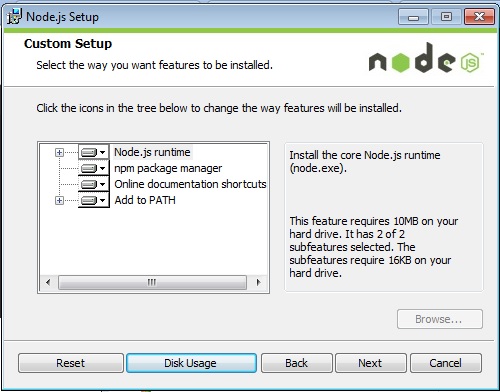 Node.js Setup
Custom Setup
Select the way you want features to be installed.
node
JS
Click the icons in the tree below to change the way features will be installed.
Node.js runtime
npm package manager
Online documentation shortcuts
Add to PATH
Install the core Node.js runtime
(node.exe).
This feature requires 10MB on your
hard drive. It has 2 of 2
subfeatures selected. The
subfeatures require 16KB on your
hard drive.
Browse...
Reset
Disk Usage
Back
Next
Cancel